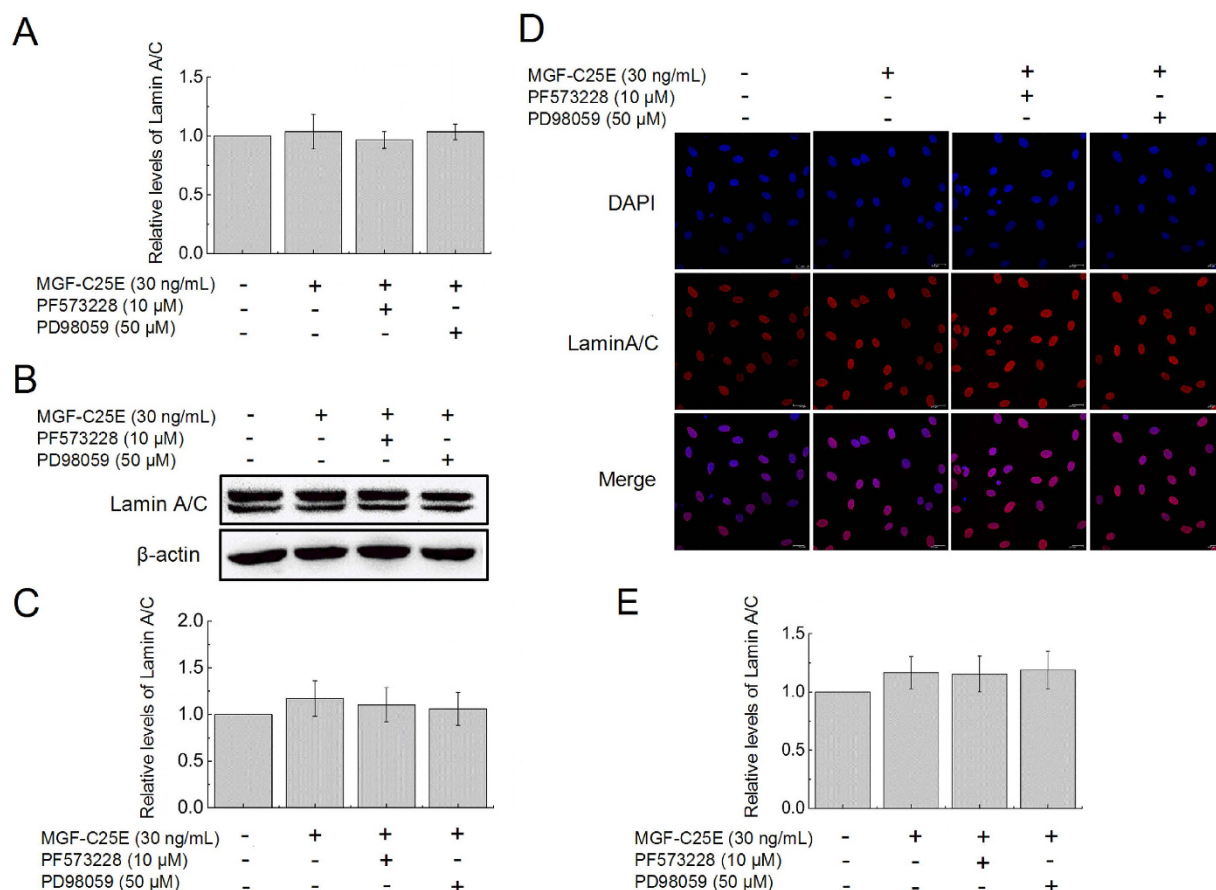 A
Relative levels of Lamin A/C
1.5
1.0
0.5
0.0
MGF-C25E (30 ng/mL) - + + +
PF573228 (10 µM) - - + -
PD98059 (50 µM) - - - +
B
MGF-C25E (30 ng/mL) - + + +
PF573228 (10 µM) - - + -
PD98059 (50 µM) - - - +
Lamin A/C
β-actin
C
Relative levels of Lamin A/C
2.0
1.5
1.0
0.5
0.0
MGF-C25E (30 ng/mL) - + + +
PF573228 (10 µM) - - + -
PD98059 (50 µM) - - - +
D
MGF-C25E (30 ng/mL) - + + +
PF573228 (10 µM) - - + -
PD98059 (50 µM) - - - +
DAPI
LaminA/C
Merge
E
Relative levels of Lamin A/C
1.5
1.0
0.5
0.0
MGF-C25E (30 ng/mL) - + + +
PF573228 (10 µM) - - + -
PD98059 (50 µM) - - - +